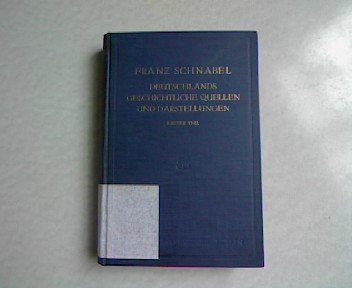 FRANZ SCHNABEL
DEUTSCHLANDS
GESCHICHTLICHE QUELLEN
UND DARSTELLUNGEN
ERSTER TEIL